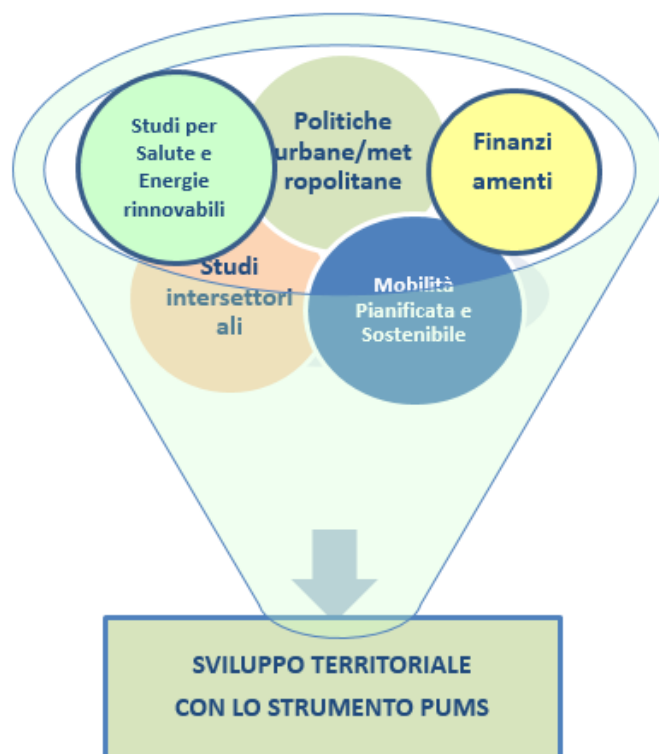 Studi per
Salute e
Energie
rinnovabili
Politiche
urbane/met
ropolitane
Finanzi
amenti
Studi
intersettori
ali
Mobilità
Pianificata e
Sostenibile
SVILUPPO TERRITORIALE
CON LO STRUMENTO PUMS